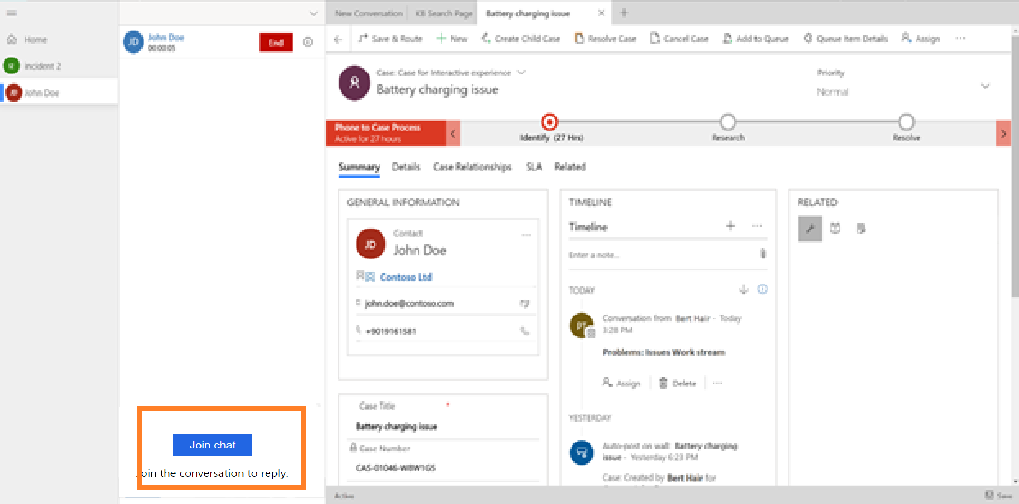 New Conversation
KB Search Page
Battery charging issue
Home
incident 2
John Doe
JD
John Doe
00:00:05
End
Save & Route
New
Create Child Case
Resolve Case
Cancel Case
Add to Queue
Queue Item Details
Assign
Case: Case for Interactive experience
Battery charging issue
Priority
Normal
Phone to Case Process
Active for 27 hours
Identify (27 Hrs)
Research
Resolve
Summary
Details
Case Relationships
SLA
Related
GENERAL INFORMATION
JD
Contact
John Doe
Contoso Ltd
john.doe@contoso.com
+9019161581
Case Title
*
Battery charging issue
Case Number
CAS-01046-W8W1G5
TIMELINE
Timeline
Enter a note...
TODAY
Conversation from Bert Hair - Today
3:28 PM
Problems: Issues Work stream
Assign
Delete
YESTERDAY
Auto-post on wall: Battery charging
issue - Yesterday 6:23 PM
Case: Created by Bert Hair for
RELATED
Join chat
Join the conversation to reply.
Active
Save